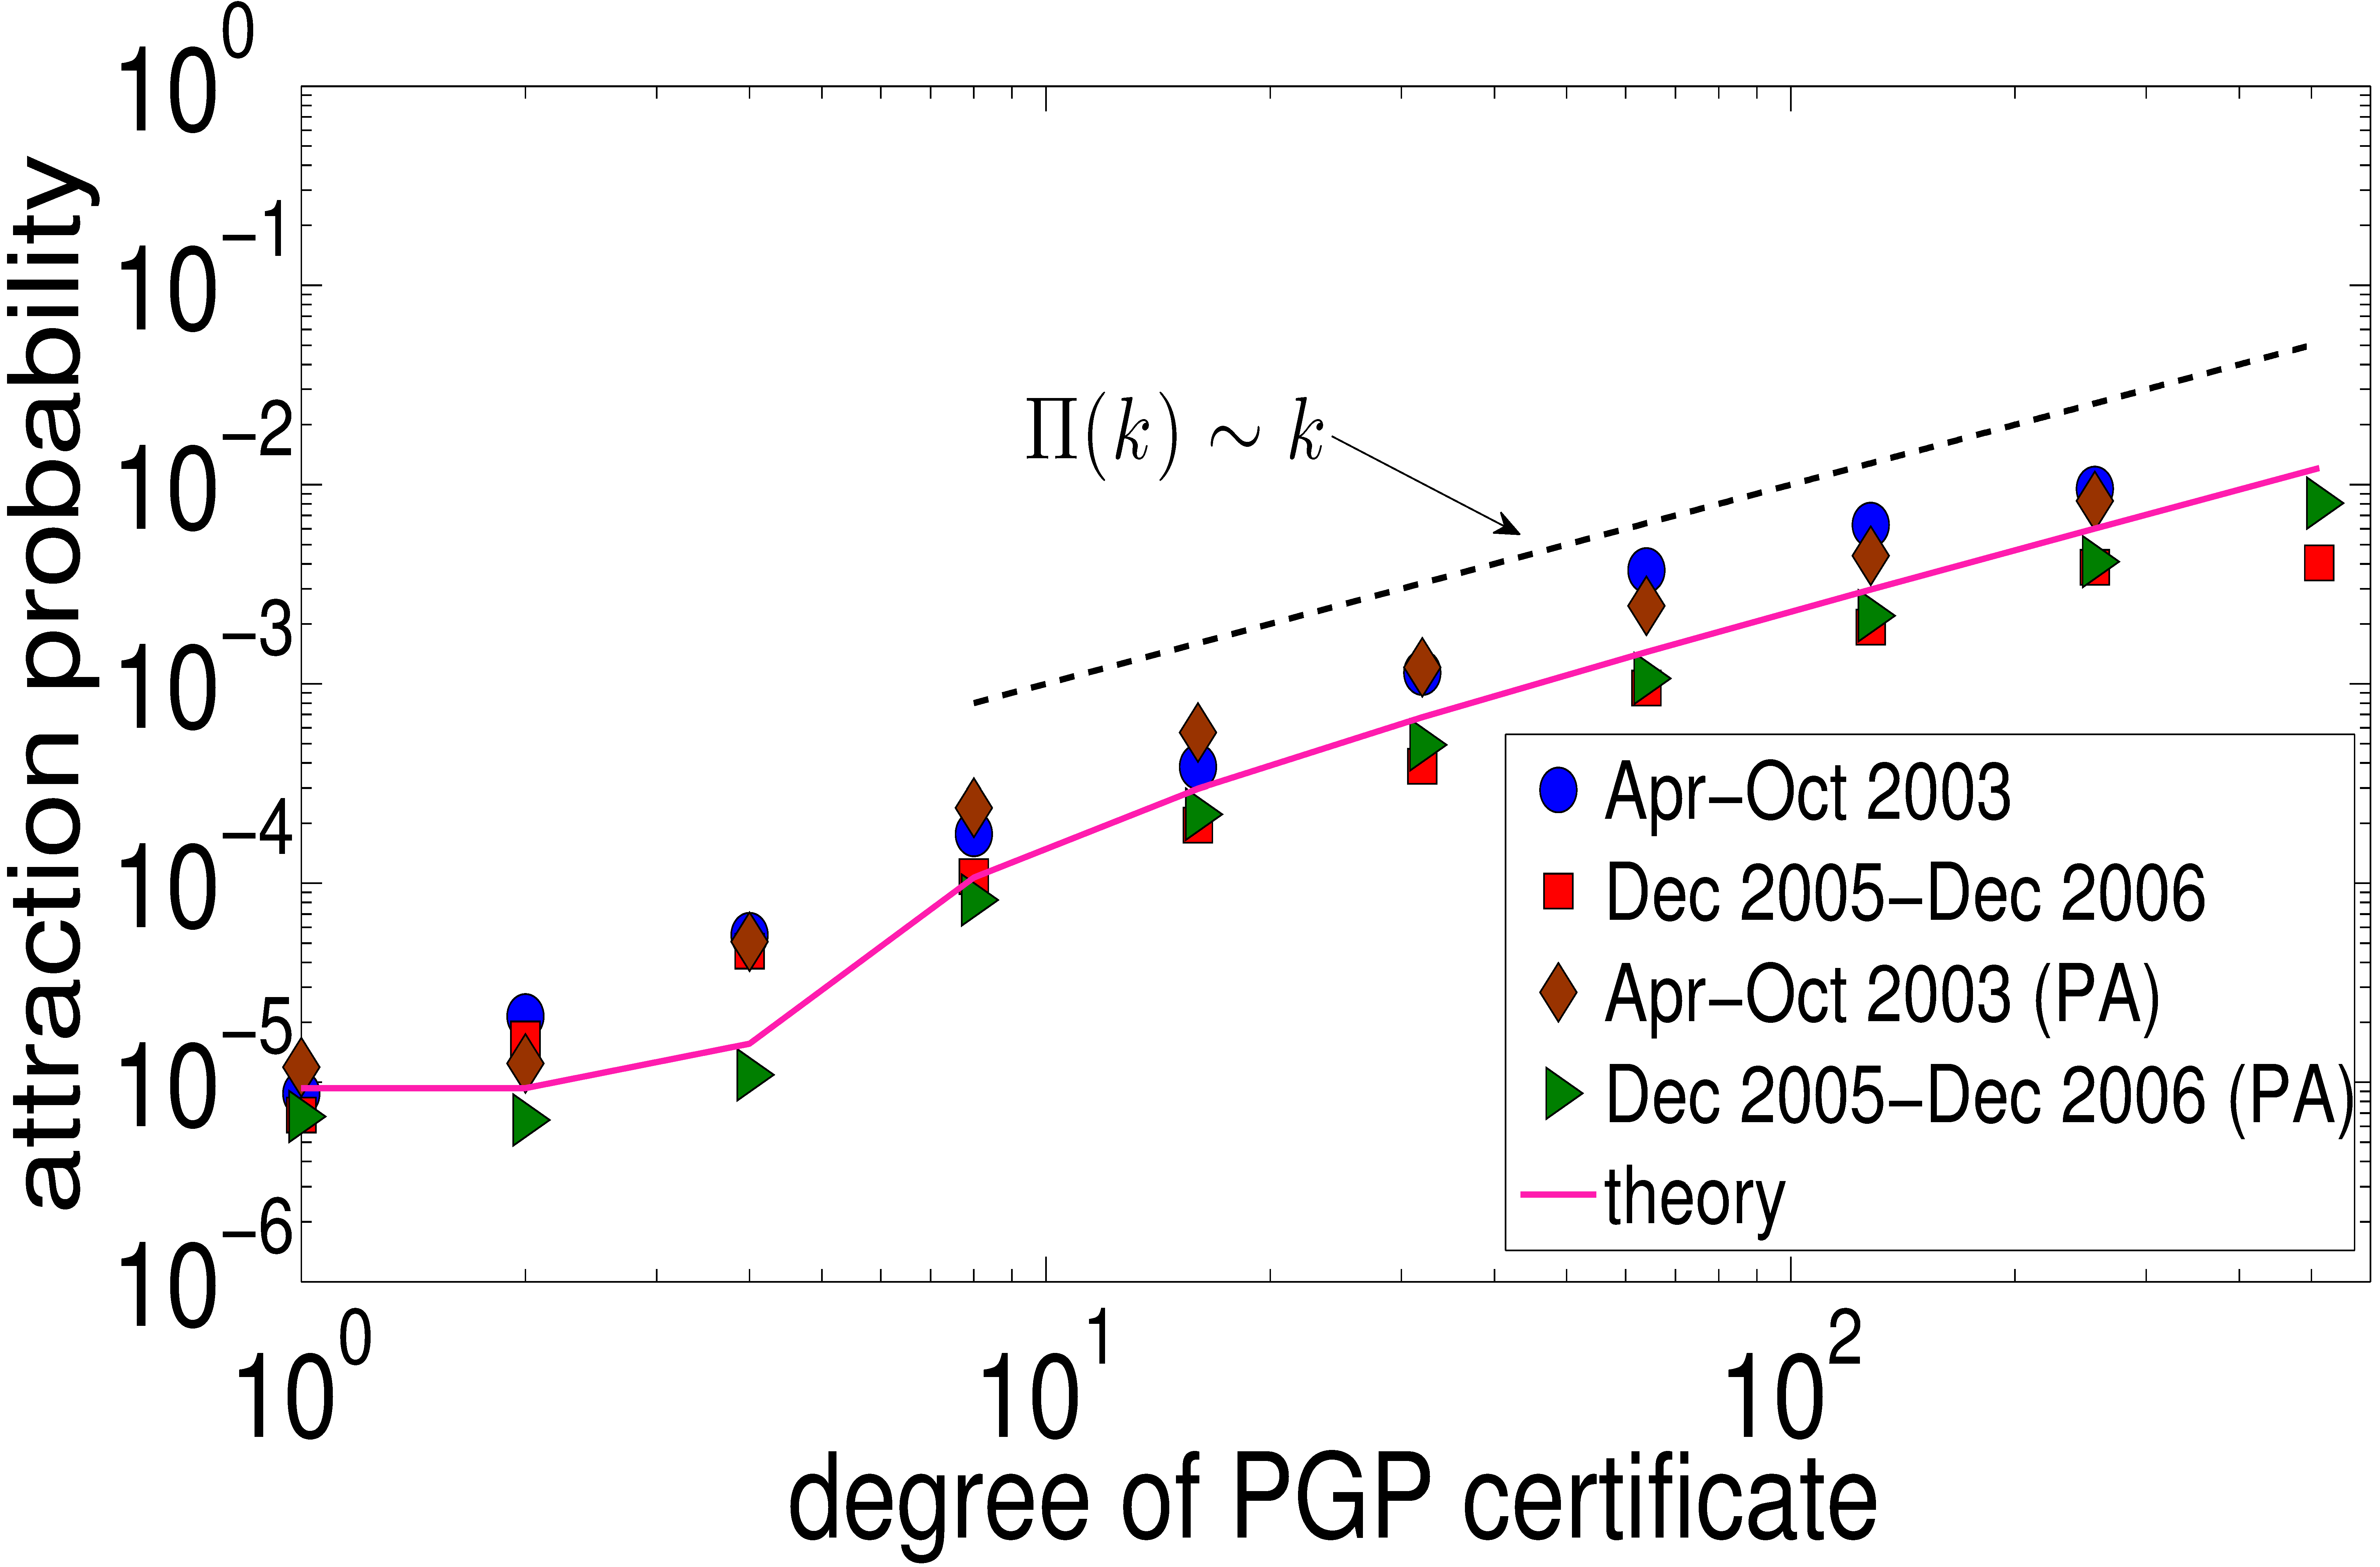 10^0
10^−1
10^−2
10^−3
10^−4
10^−5
10^−6
attraction probability
Π(k) ∼ k
Apr−Oct 2003
Dec 2005−Dec 2006
Apr−Oct 2003 (PA)
Dec 2005−Dec 2006 (PA)
theory
10^0 10^1 10^2
degree of PGP certificate